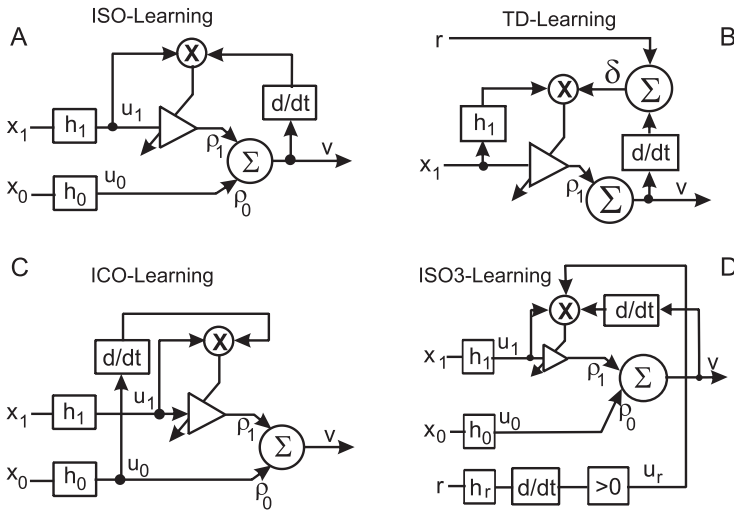 A
ISO-Learning
X
d/dt
x₁
h₁
u₁
ρ₁
Σ
v
x₀
h₀
u₀
ρ₀
TD-Learning
B
r
δ
Σ
X
h₁
d/dt
x₁
ρ₁
Σ
v
C
ICO-Learning
X
d/dt
x₁
h₁
u₁
ρ₁
Σ
v
x₀
h₀
u₀
ρ₀
ISO3-Learning
D
X
d/dt
x₁
h₁
u₁
ρ₁
Σ
v
x₀
h₀
u₀
ρ₀
r
hᵣ
d/dt
>0
uᵣ